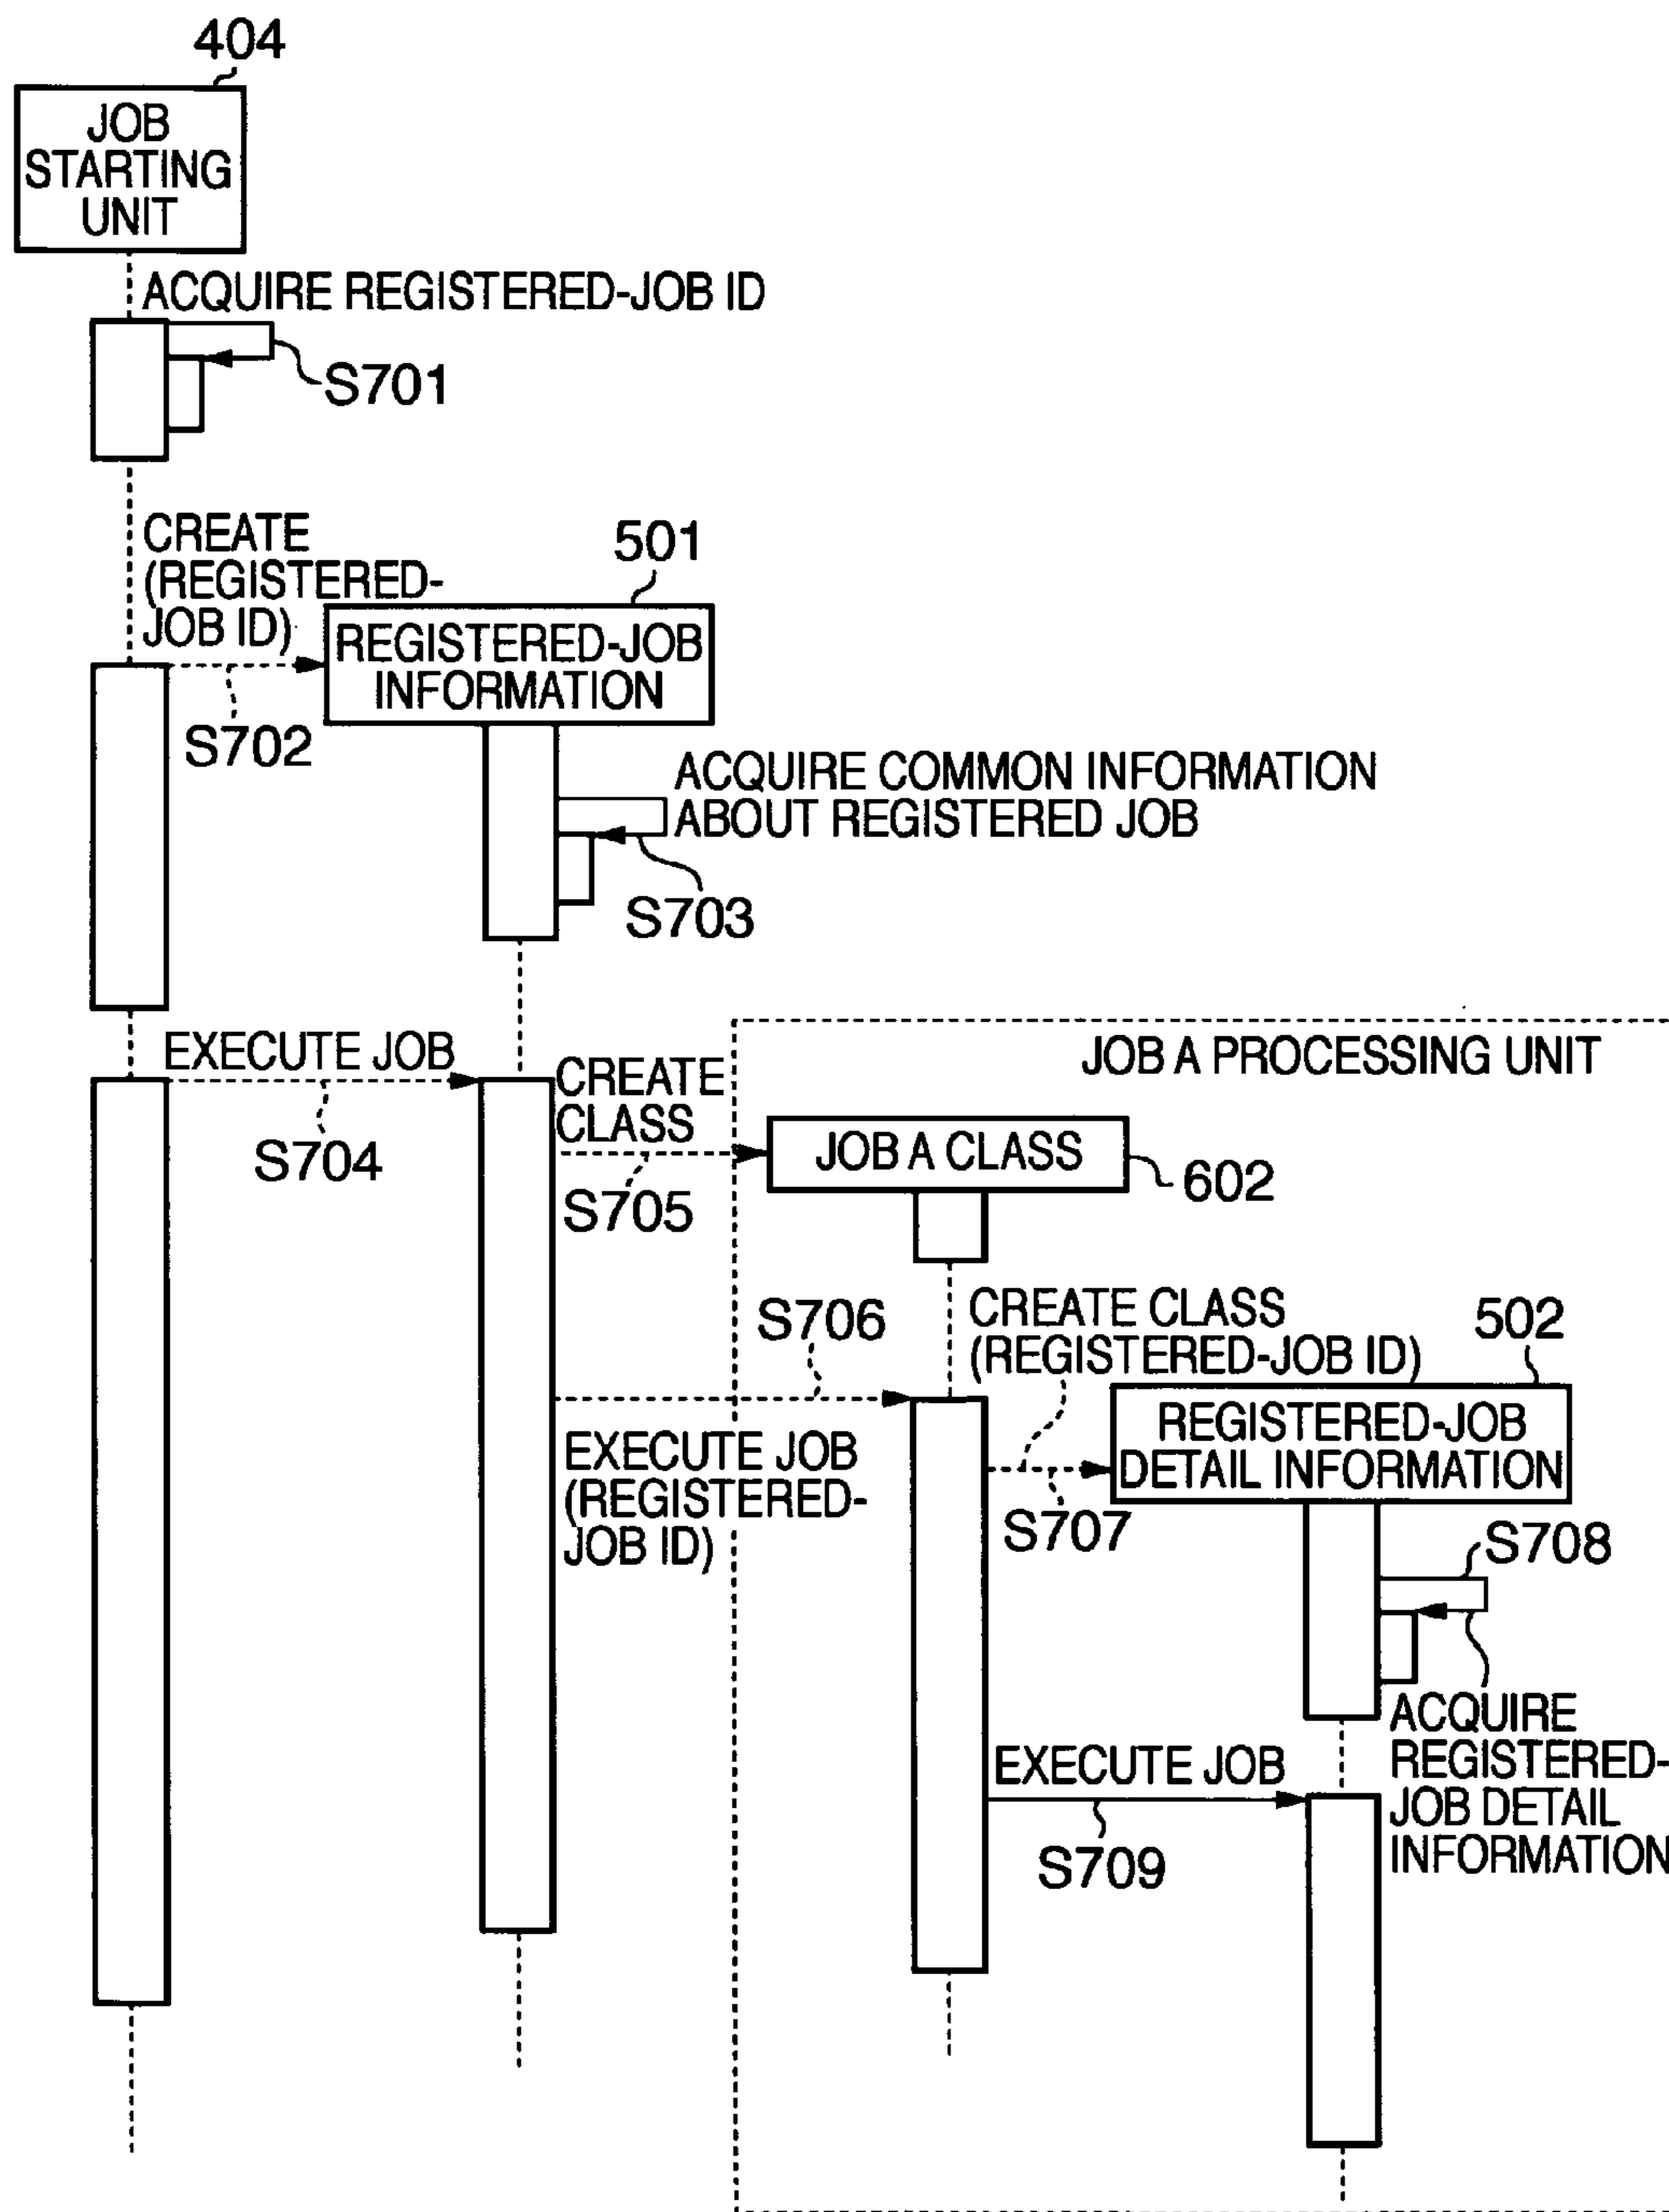 404
JOB
STARTING
UNIT
ACQUIRE REGISTERED-JOB ID
S701
CREATE
(REGISTERED-
JOB ID)
501
REGISTERED-JOB
INFORMATION
S702
ACQUIRE COMMON INFORMATION
ABOUT REGISTERED JOB
S703
JOB A PROCESSING UNIT
EXECUTE JOB
S704
CREATE
CLASS
S705
JOB A CLASS
602
S706
CREATE CLASS
(REGISTERED-JOB ID)
502
REGISTERED-JOB
DETAIL INFORMATION
EXECUTE JOB
(REGISTERED-
JOB ID)
S707
S708
ACQUIRE
REGISTERED-
JOB DETAIL
INFORMATION
EXECUTE JOB
S709